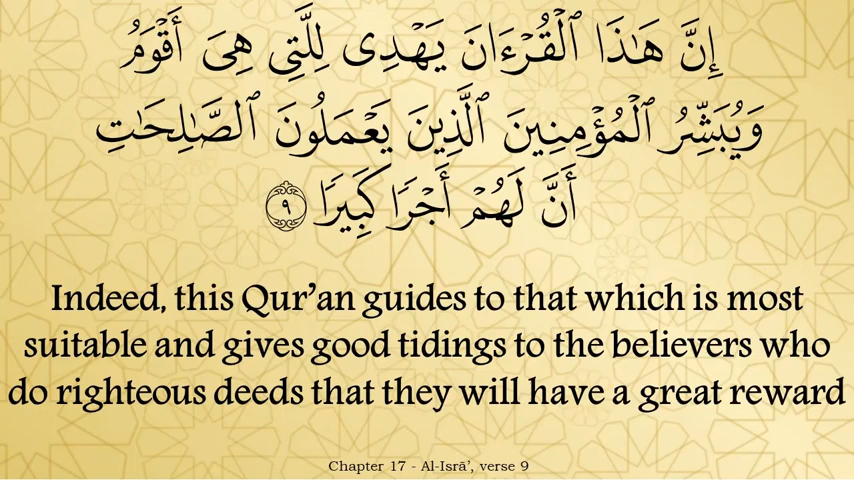 إِنَّ هَـٰذَا ٱلْقُرْءَانَ يَهْدِى لِلَّتِى هِىَ أَقْوَمُ
وَيُبَشِّرُ ٱلْمُؤْمِنِينَ ٱلَّذِينَ يَعْمَلُونَ ٱلصَّـٰلِحَـٰتِ
أَنَّ لَهُمْ أَجْرًا كَبِيرًا ٩
Indeed, this Qur’an guides to that which is most
suitable and gives good tidings to the believers who
do righteous deeds that they will have a great reward
Chapter 17 - Al-Isrā’, verse 9